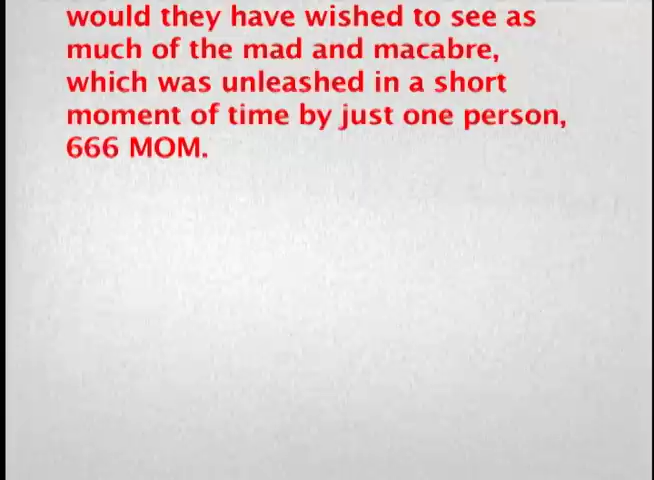 would they have wished to see as
much of the mad and macabre,
which was unleashed in a short
moment of time by just one person,
666 MOM.